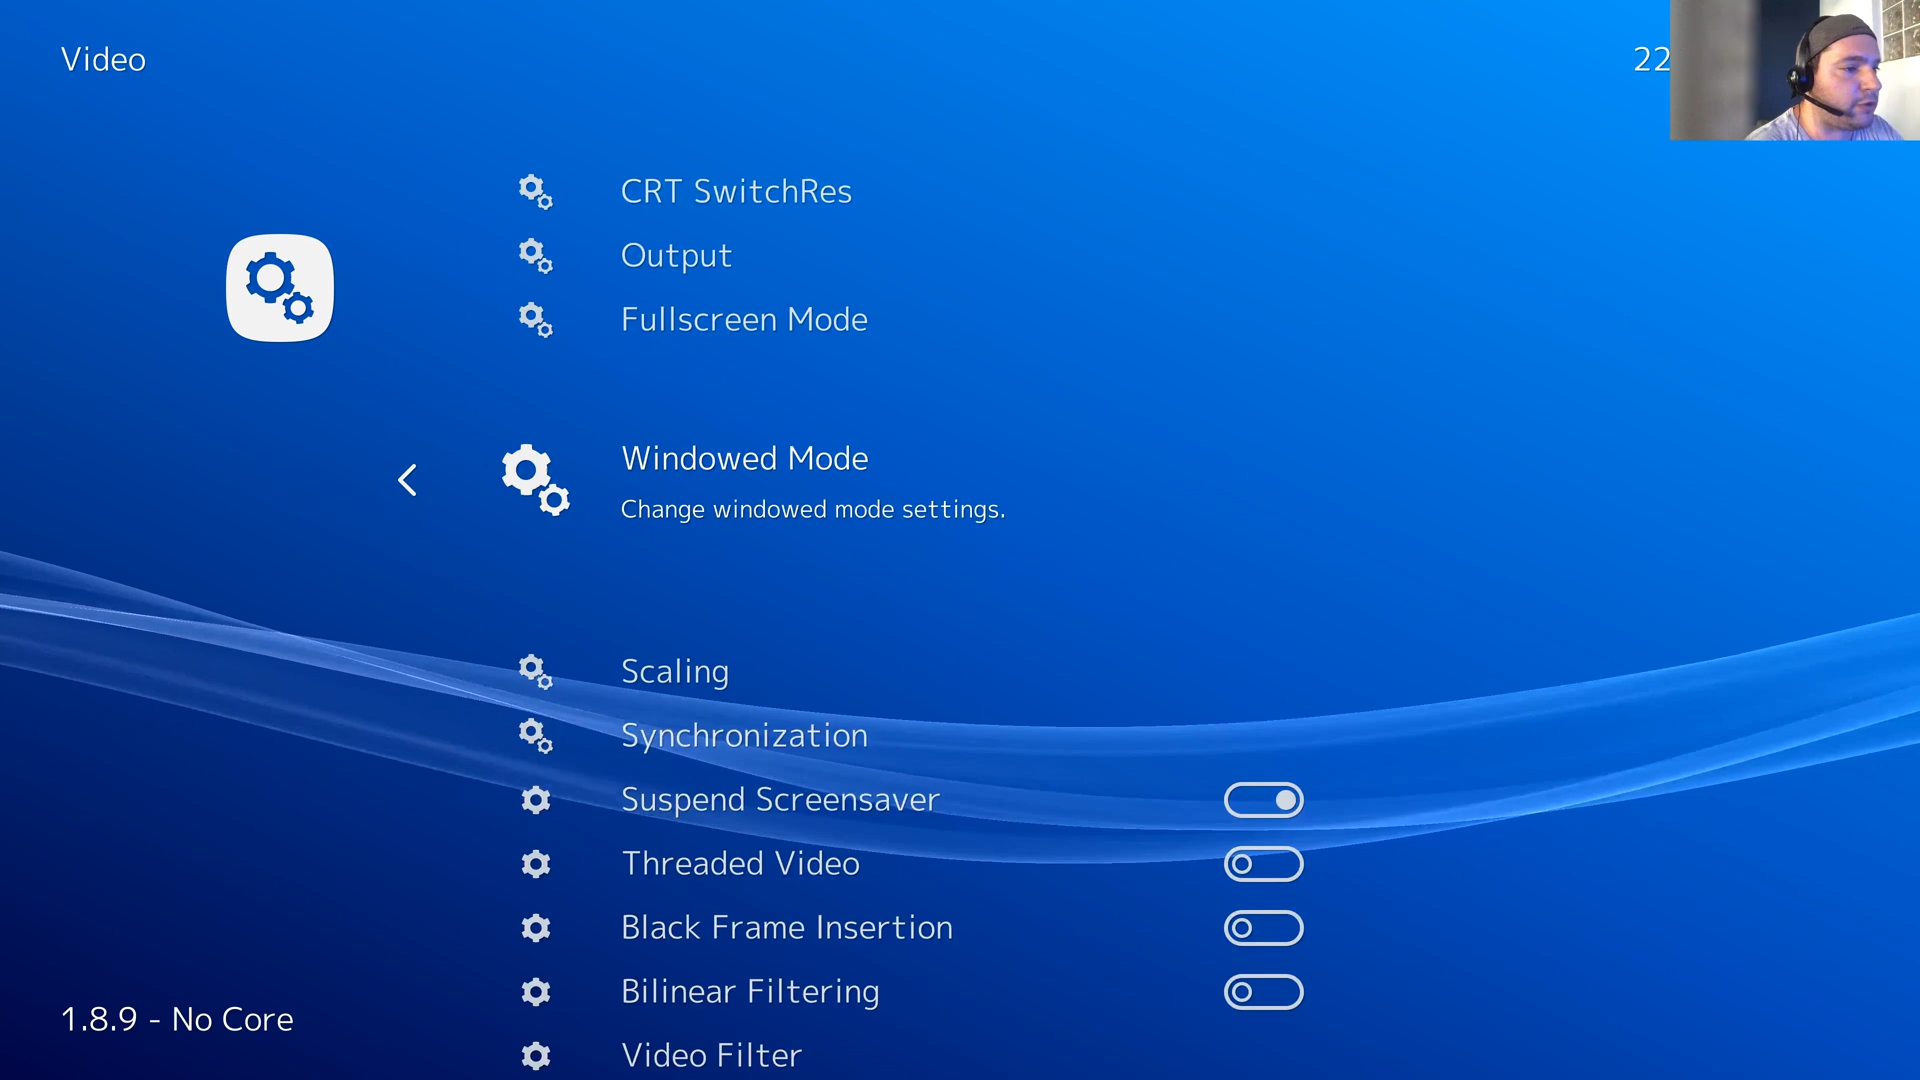 Video
22
CRT SwitchRes
Output
Fullscreen Mode
Windowed Mode
Change windowed mode settings.
Scaling
Synchronization
Suspend Screensaver
Threaded Video
Black Frame Insertion
Bilinear Filtering
1.8.9 - No Core
Video Filter